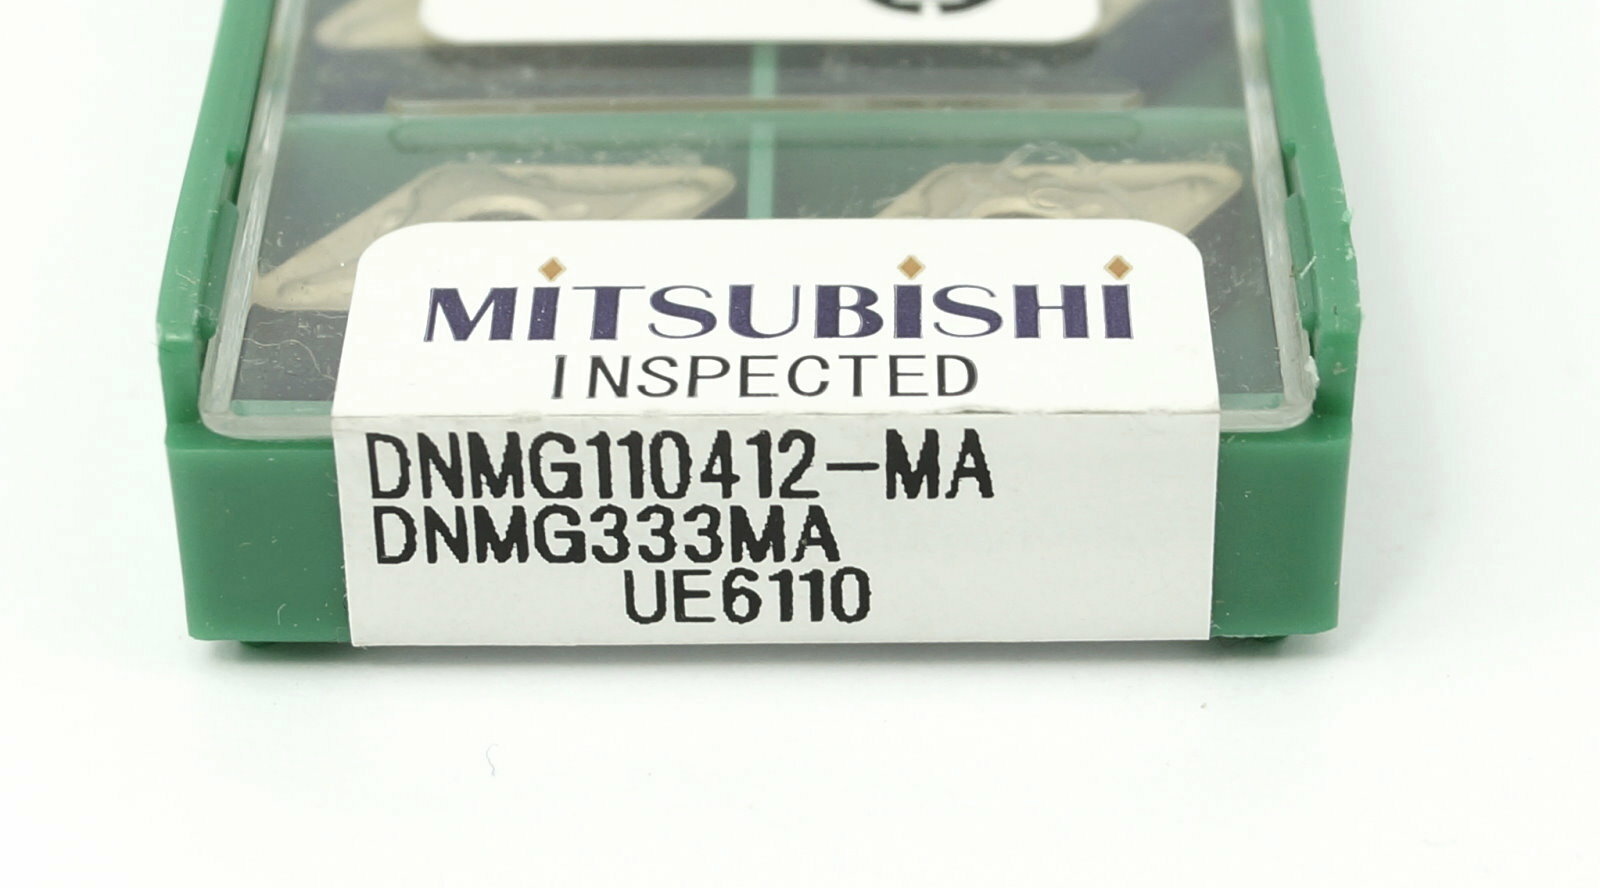 MITSUBISHI
INSPECTED
DNMG110412-MA
DNMG333MA
UE6110